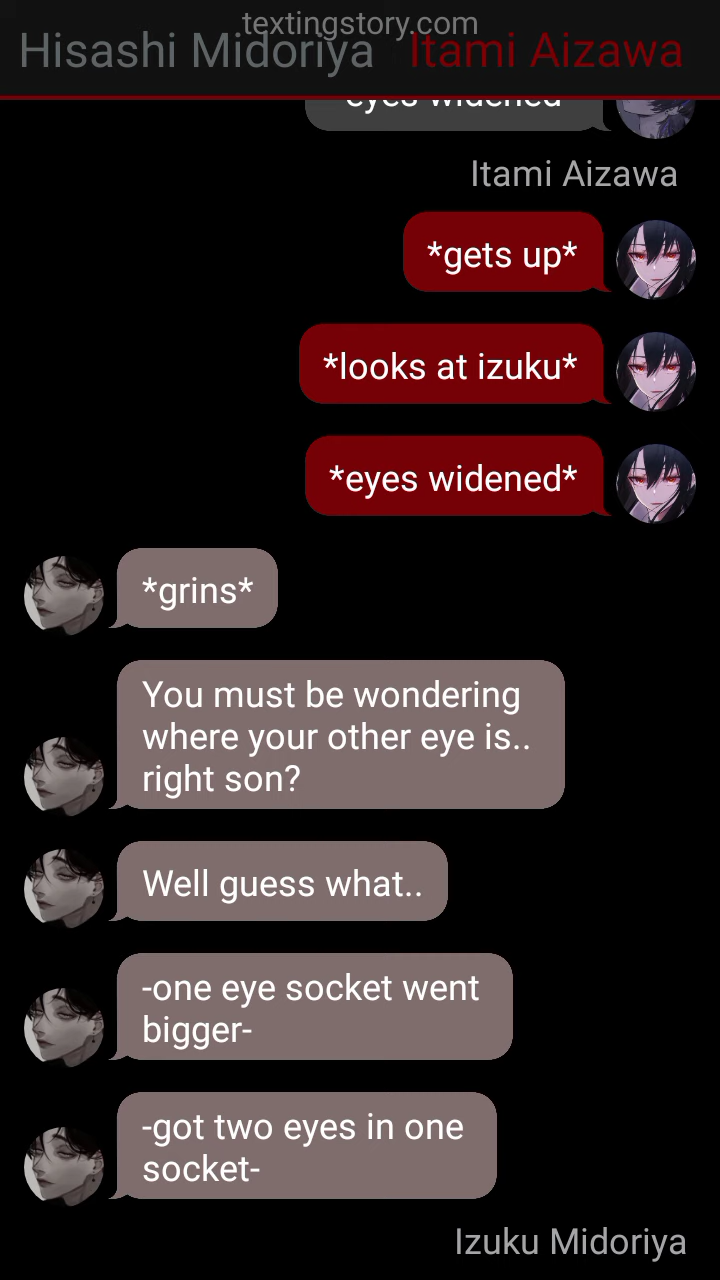 textingstory.com
Hisashi Midoriya
Itami Aizawa
eyes widened
Itami Aizawa
*gets up*
*looks at izuku*
*eyes widened*
*grins*
You must be wondering
where your other eye is..
right son?
Well guess what..
-one eye socket went
bigger-
-got two eyes in one
socket-
Izuku Midoriya